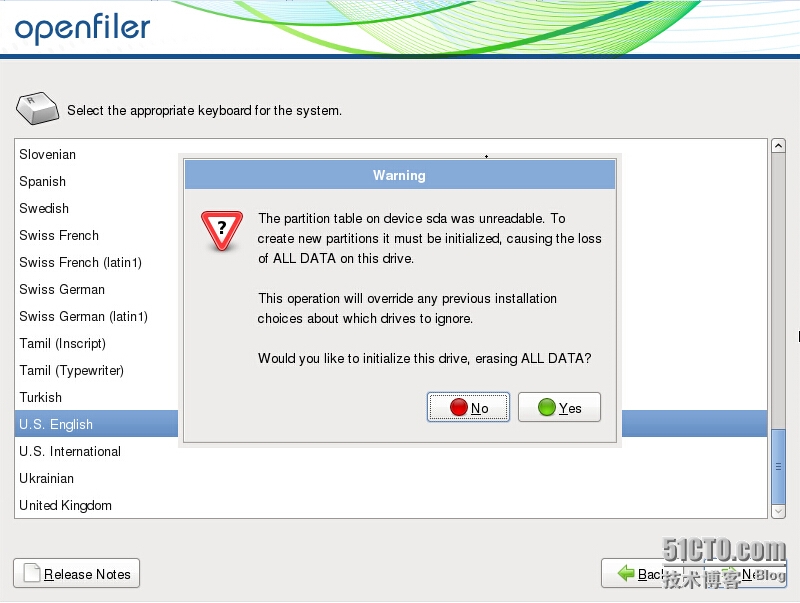 openfiler
Select the appropriate keyboard for the system.
Slovenian
Spanish
Swedish
Swiss French
Swiss French (latin1)
Swiss German
Swiss German (latin1)
Tamil (Inscript)
Tamil (Typewriter)
Turkish
U.S. English
U.S. International
Ukrainian
United Kingdom
Warning
?
The partition table on device sda was unreadable. To
create new partitions it must be initialized, causing the loss
of ALL DATA on this drive.
This operation will override any previous installation
choices about which drives to ignore.
Would you like to initialize this drive, erasing ALL DATA?
No
Yes
R
Release Notes
Back
51CTO.com
技术博客 Blog